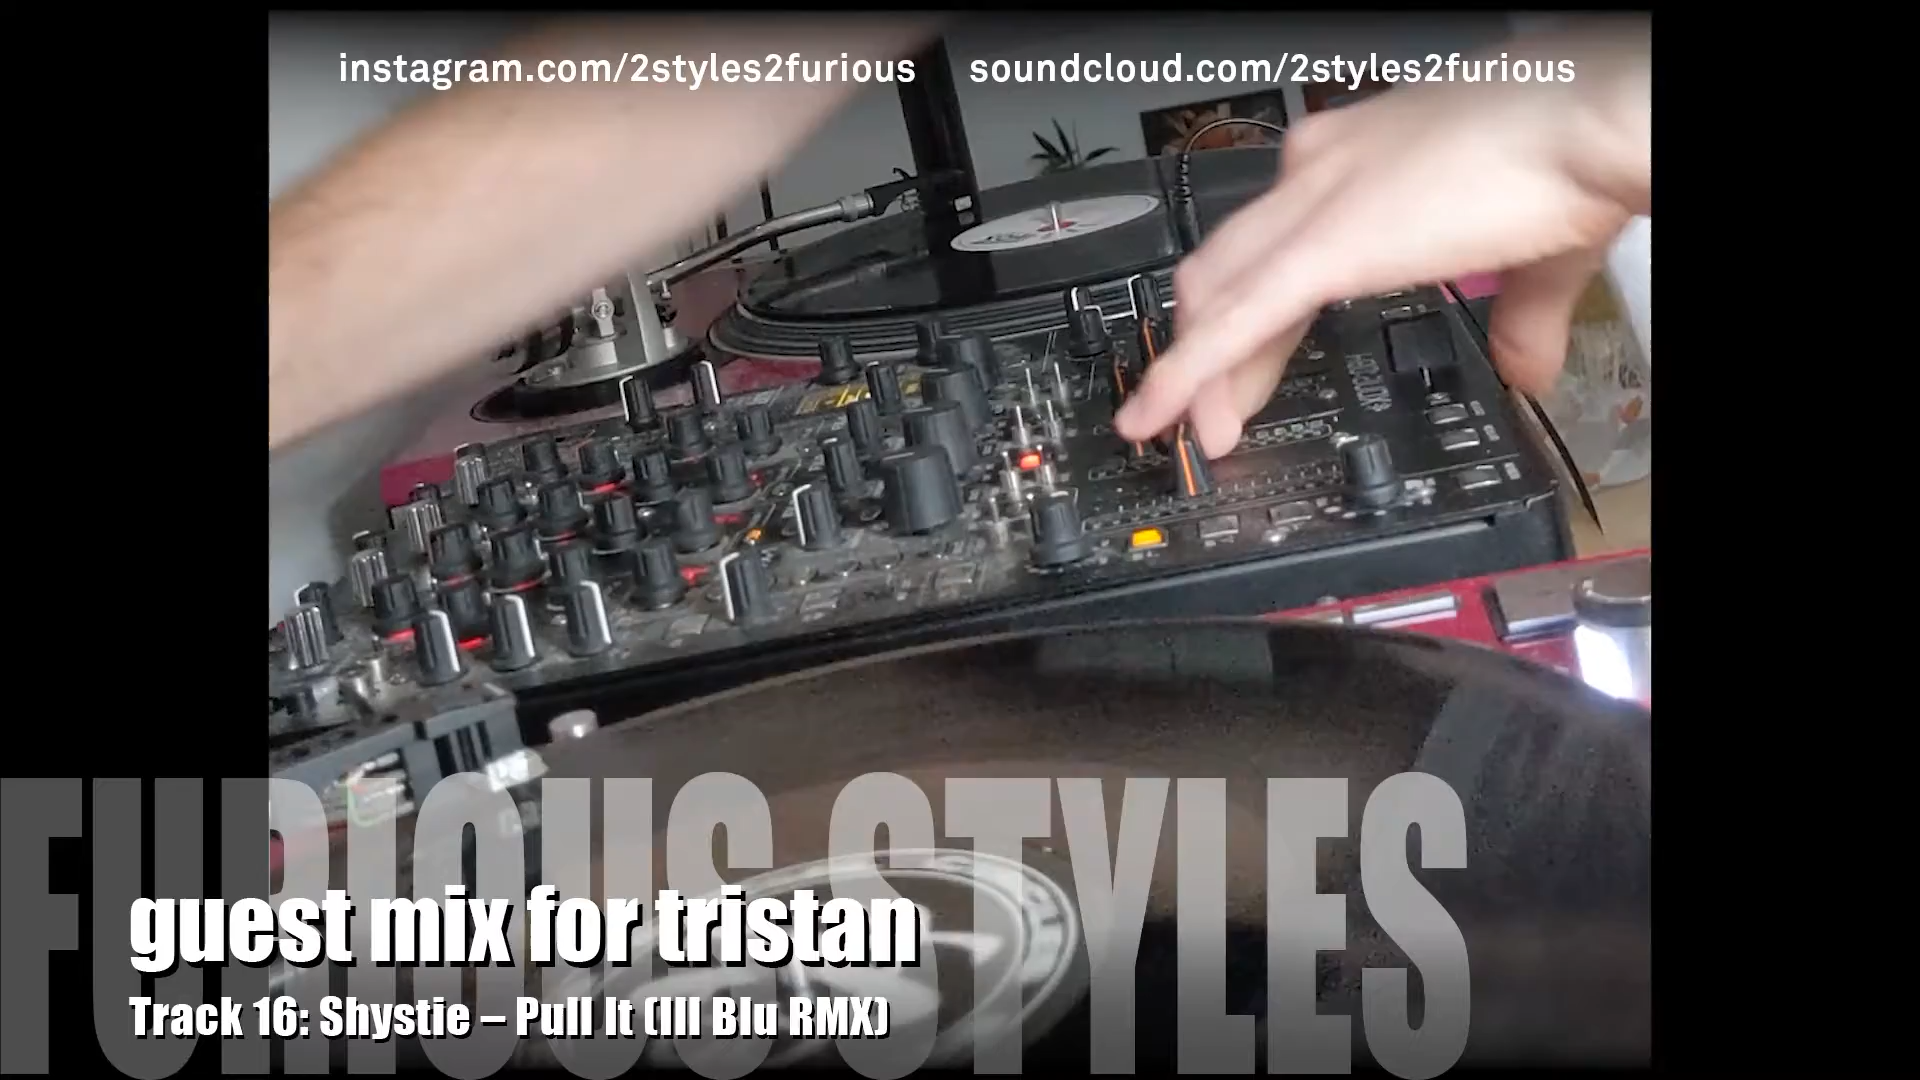 instagram.com/2styles2furious soundcloud.com/2styles2furious
FURIOUS STYLES
guest mix for tristan
Track 16: Shystie – Pull It (Ill Blu RMX)